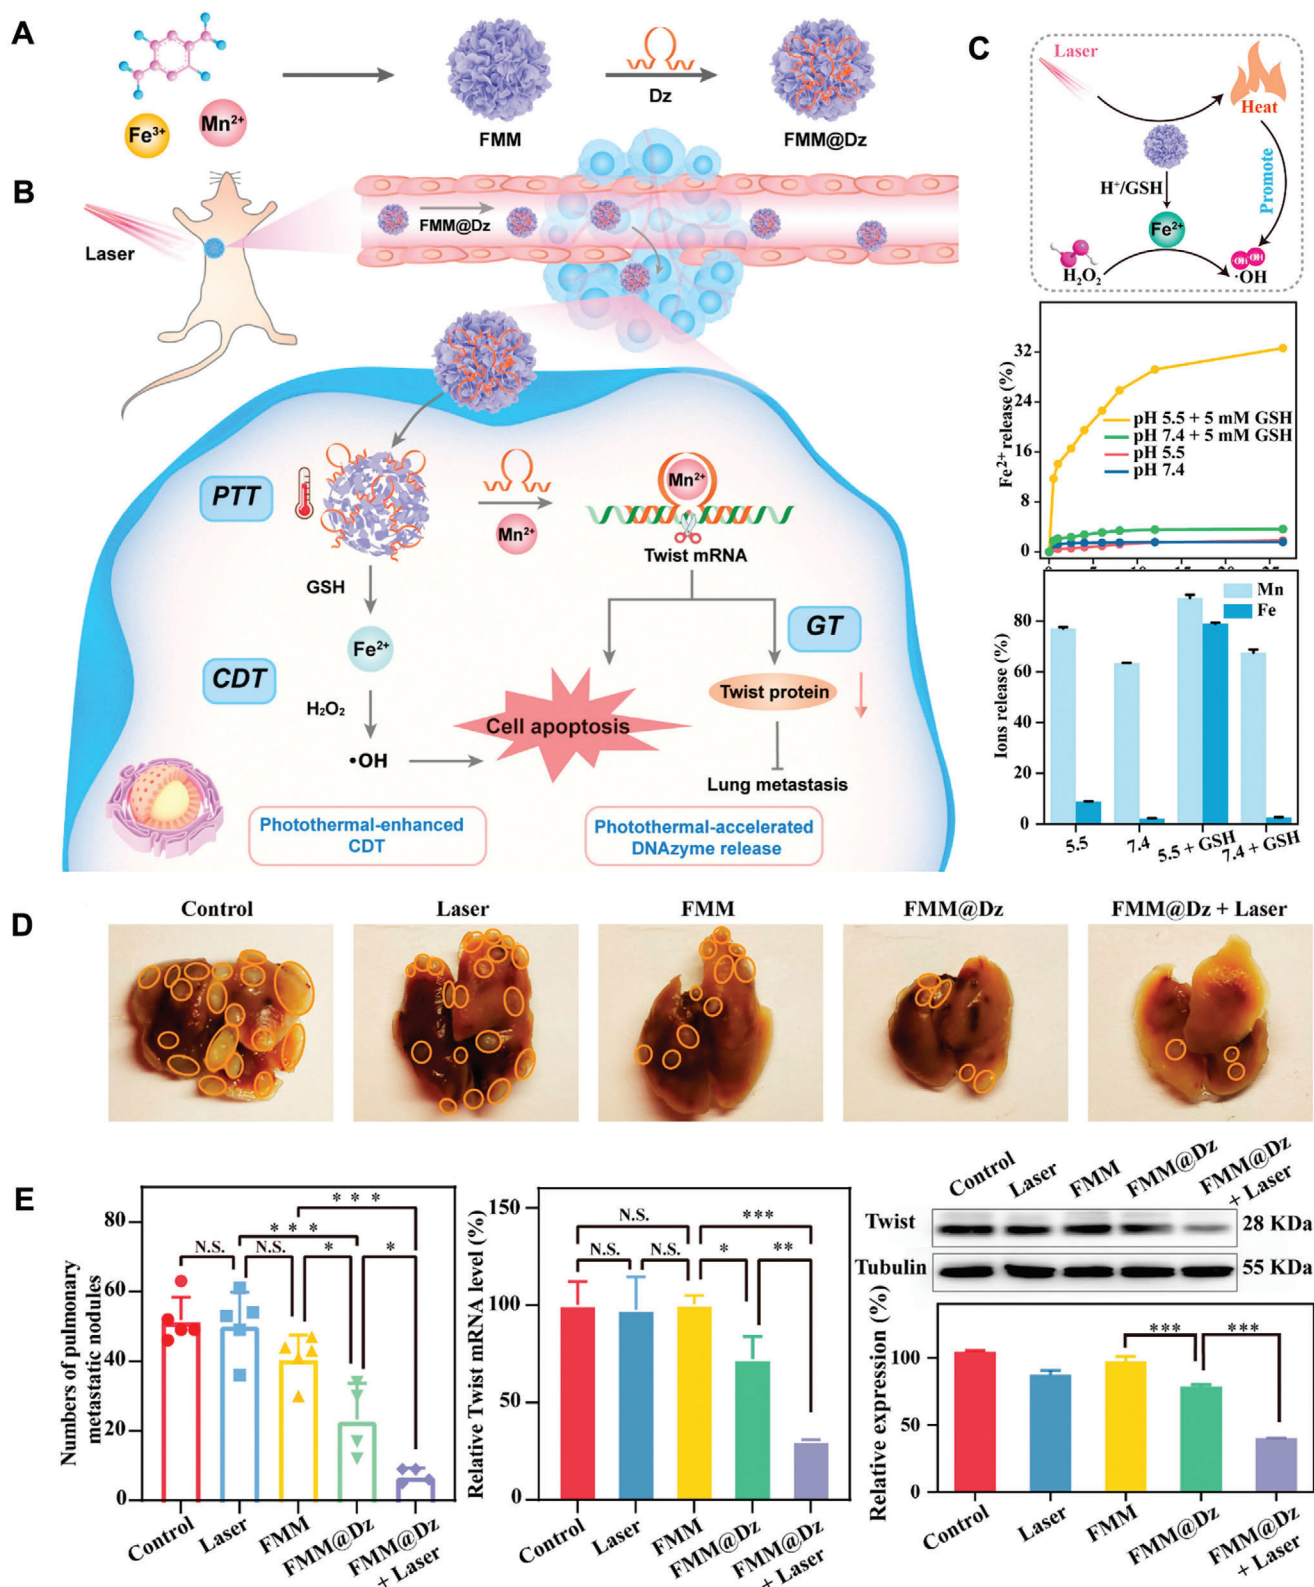 A
Fe3+
Mn2+
FMM
Dz
FMM@Dz
B
Laser
FMM@Dz
PTT
GSH
Fe2+
CDT
H2O2
•OH
Mn2+
Mn2+
Twist mRNA
GT
Cell apoptosis
Twist protein
Lung metastasis
Photothermal-enhanced
CDT
Photothermal-accelerated
DNAzyme release
C
Laser
Heat
H+/GSH
Promote
Fe2+
H2O2
OH
OH
·OH
Fe2+ release (%)
32
24
16
8
0
pH 5.5 + 5 mM GSH
pH 7.4 + 5 mM GSH
pH 5.5
pH 7.4
0 5 10 15 20 25
Ions release (%)
80
60
40
20
0
Mn
Fe
5.5
7.4
5.5 + GSH
7.4 + GSH
D
Control
Laser
FMM
FMM@Dz
FMM@Dz + Laser
E
Numbers of pulmonary
metastatic nodules
80
60
40
20
0
* * *
* * *
N.S.
N.S.
*
*
Control
Laser
FMM
FMM@Dz
FMM@Dz
+ Laser
Relative Twist mRNA level (%)
150
100
50
0
N.S.
***
N.S.
N.S.
*
**
Control
Laser
FMM
FMM@Dz
FMM@Dz
+ Laser
Control
Laser
FMM
FMM@Dz
FMM@Dz
+ Laser
Twist
28 KDa
Tubulin
55 KDa
Relative expression (%)
100
50
0
***
***
Control
Laser
FMM
FMM@Dz
FMM@Dz
+ Laser